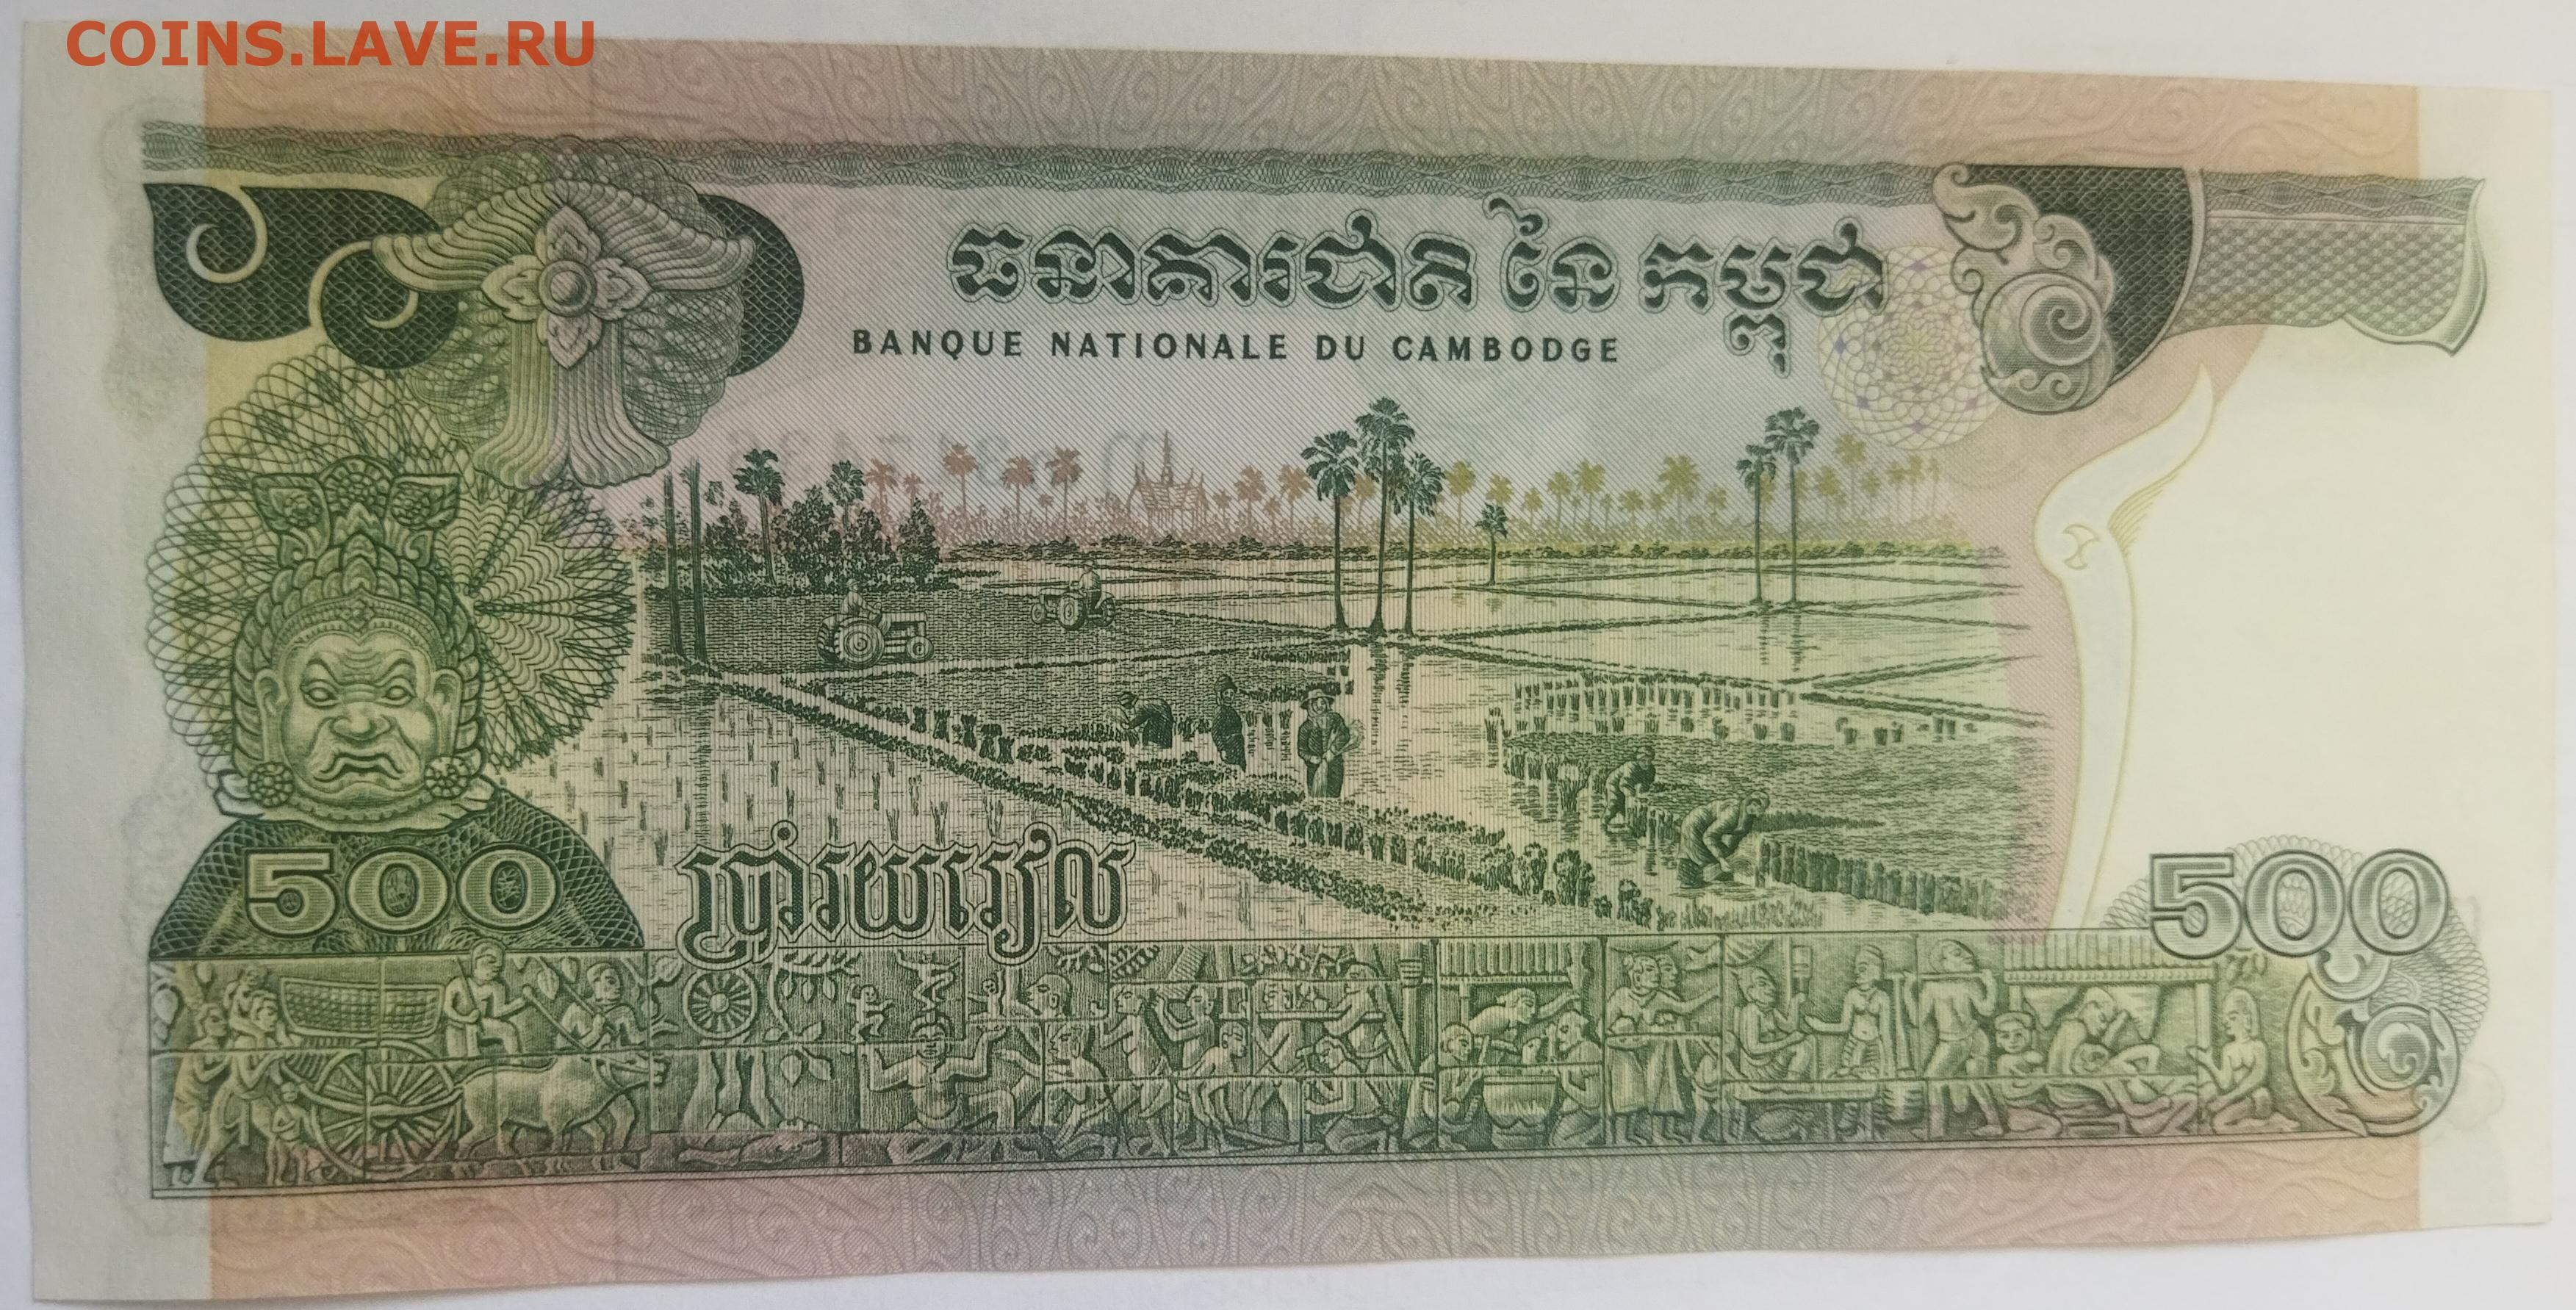 COINS.LAVE.RU
ធនាគារជាតិ នៃ កម្ពុជា
BANQUE NATIONALE DU CAMBODGE
500
ប្រាំរយរៀល
500